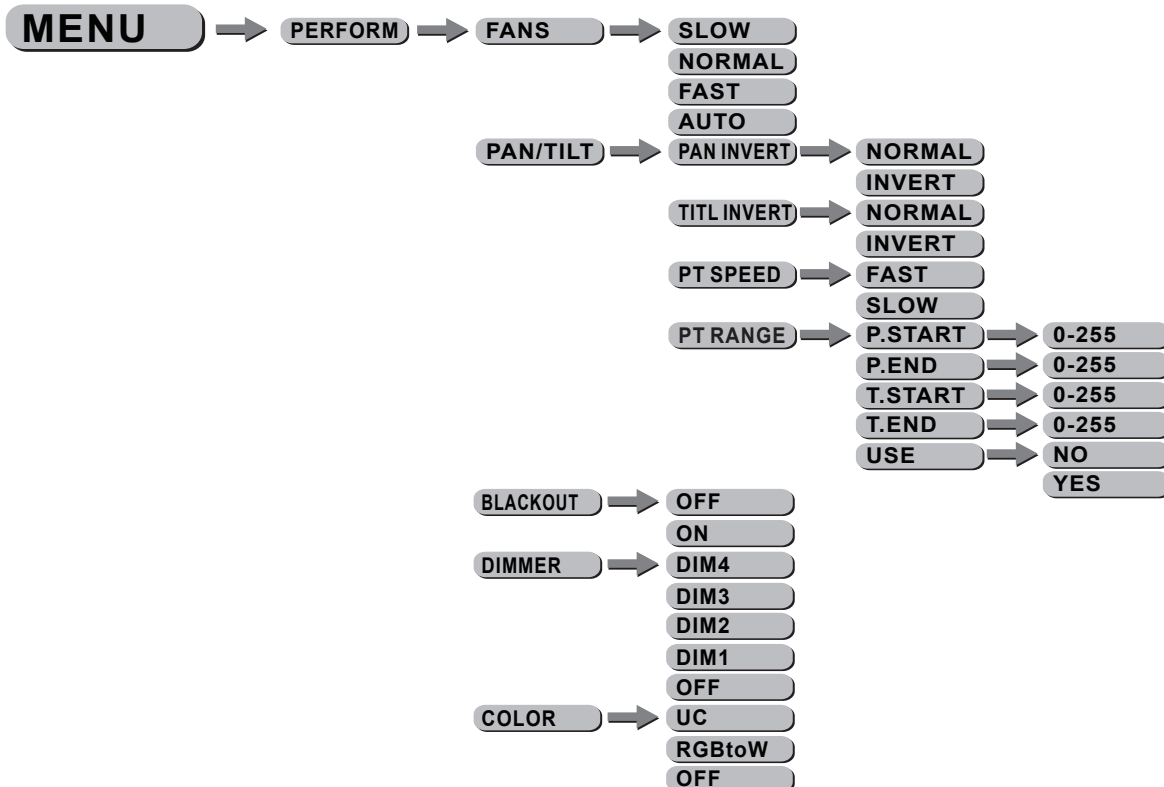 MENU PERFORM FANS SLOW
NORMAL
FAST
AUTO
PAN/TILT PAN INVERT NORMAL
INVERT
TITL INVERT NORMAL
INVERT
PT SPEED FAST
SLOW
PT RANGE P.START 0-255
P.END 0-255
T.START 0-255
T.END 0-255
USE NO
YES
BLACKOUT OFF
ON
DIMMER DIM4
DIM3
DIM2
DIM1
OFF
COLOR UC
RGBtoW
OFF